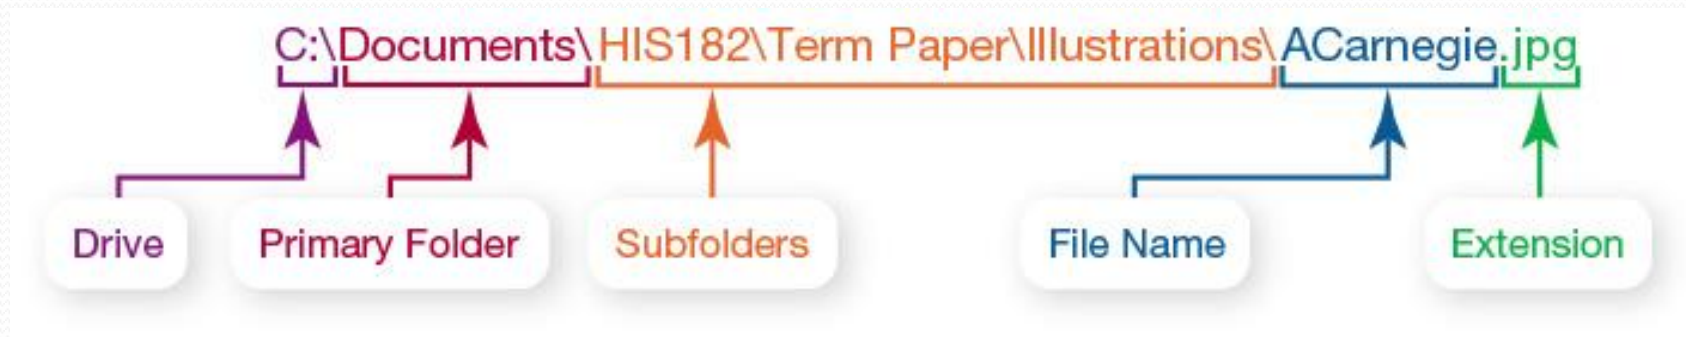 C:\Documents\HIS182\Term Paper\Illustrations\ACarnegie.jpg
Drive
Primary Folder
Subfolders
File Name
Extension